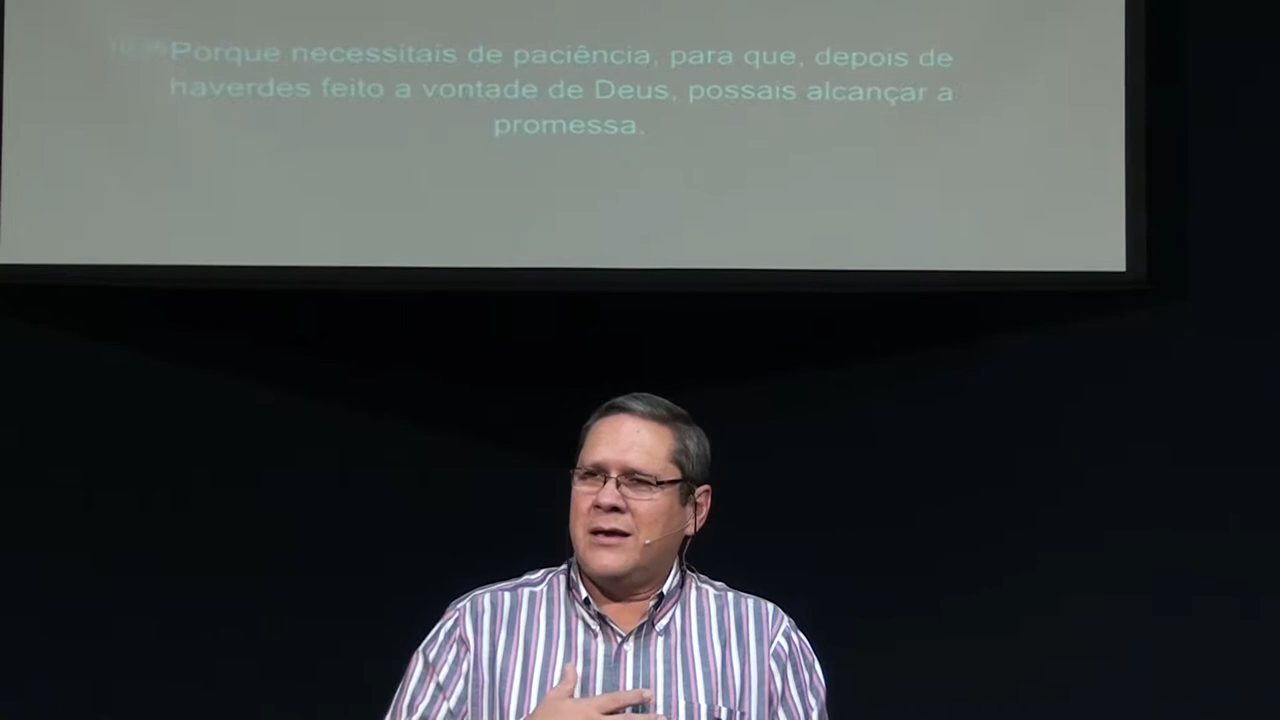 Porque necessitais de paciência, para que, depois de
haverdes feito a vontade de Deus, possais alcançar a
promessa.